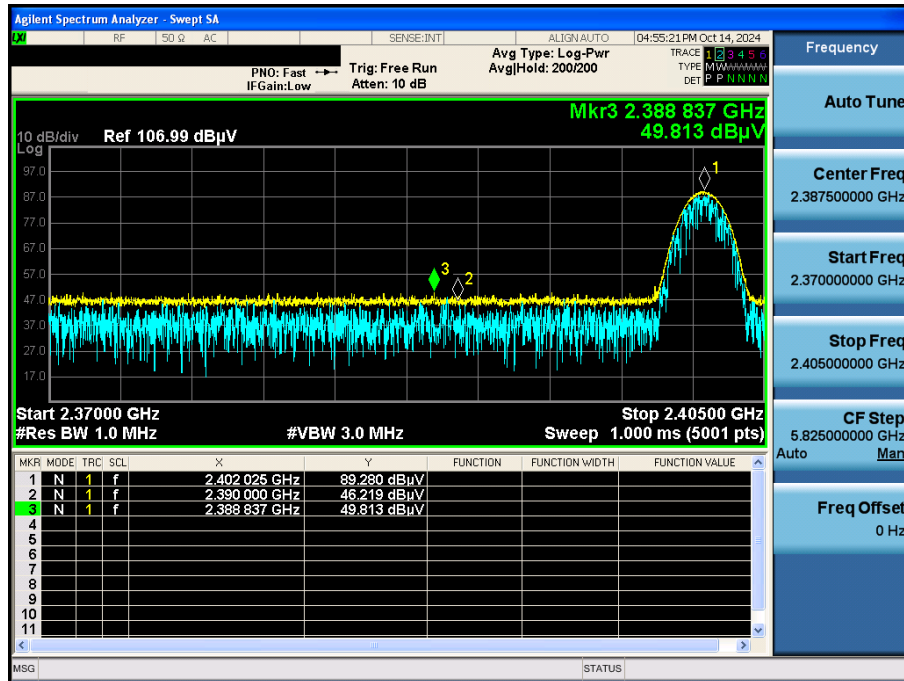 Agilent Spectrum Analyzer - Swept SA
LXI RF 50 Ω AC SENSE:INT ALIGNAUTO 04:55:21 PM Oct 14, 2024
PNO: Fast IFGain:Low Trig: Free Run Atten: 10 dB Avg Type: Log-Pwr Avg|Hold: 200/200
TRACE 1 2 3 4 5 6
TYPE M W W W W W
DET P P N N N N
Frequency
Auto Tune
Center Freq
2.387500000 GHz
Start Freq
2.370000000 GHz
Stop Freq
2.405000000 GHz
CF Step
5.825000000 GHz
Auto Man
Freq Offset
0 Hz
Mkr3 2.388 837 GHz
49.813 dBµV
10 dB/div Ref 106.99 dBµV
Log
97.0
87.0
77.0
67.0
57.0
47.0
37.0
27.0
17.0
1
3
2
Start 2.37000 GHz Stop 2.40500 GHz
#Res BW 1.0 MHz #VBW 3.0 MHz Sweep 1.000 ms (5001 pts)
MKR MODE TRC SCL X Y FUNCTION FUNCTION WIDTH FUNCTION VALUE
1 N 1 f 2.402 025 GHz 89.280 dBµV
2 N 1 f 2.390 000 GHz 46.219 dBµV
3 N 1 f 2.388 837 GHz 49.813 dBµV
4
5
6
7
8
9
10
11
MSG STATUS